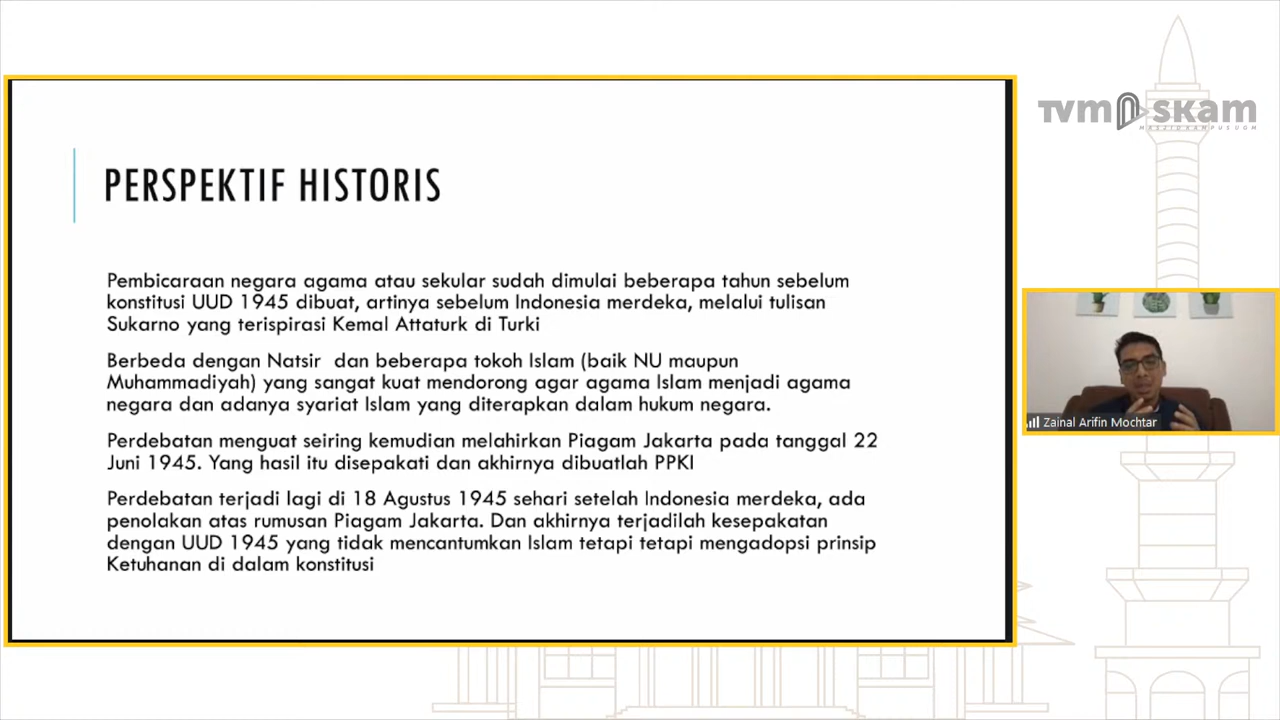 TVM SKAM
MASJID KAMPUS UGM
PERSPEKTIF HISTORIS
Pembicaraan negara agama atau sekular sudah dimulai beberapa tahun sebelum
konstitusi UUD 1945 dibuat, artinya sebelum Indonesia merdeka, melalui tulisan
Sukarno yang terispirasi Kemal Attaturk di Turki
Berbeda dengan Natsir dan beberapa tokoh Islam (baik NU maupun
Muhammadiyah) yang sangat kuat mendorong agar agama Islam menjadi agama
negara dan adanya syariat Islam yang diterapkan dalam hukum negara.
Perdebatan menguat seiring kemudian melahirkan Piagam Jakarta pada tanggal 22
Juni 1945. Yang hasil itu disepakati dan akhirnya dibuatlah PPKI
Perdebatan terjadi lagi di 18 Agustus 1945 sehari setelah Indonesia merdeka, ada
penolakan atas rumusan Piagam Jakarta. Dan akhirnya terjadilah kesepakatan
dengan UUD 1945 yang tidak mencantumkan Islam tetapi tetapi mengadopsi prinsip
Ketuhanan di dalam konstitusi
Zainal Arifin Mochtar